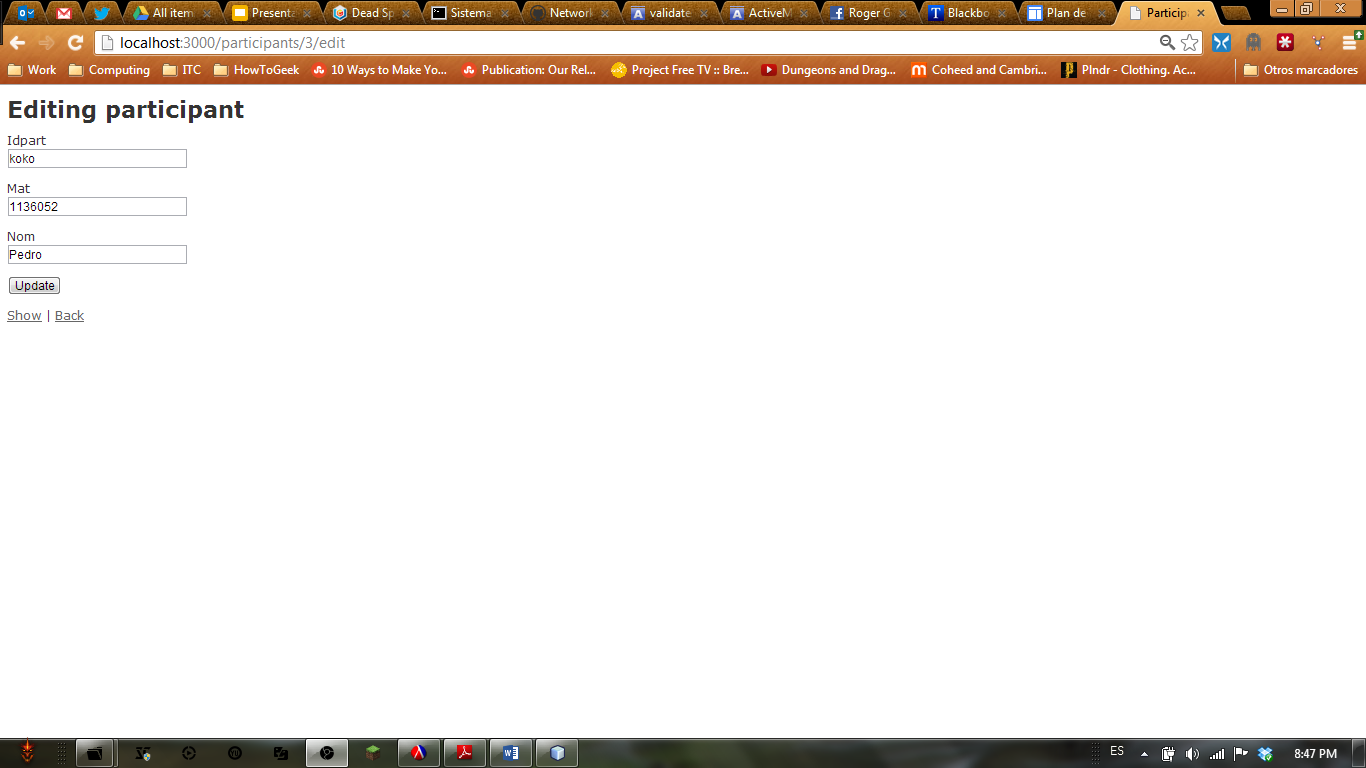 All item Presenta Dead Sp Sistema Network validate ActiveM Roger G Blackbo Plan de Particip
localhost:3000/participants/3/edit
Work Computing ITC HowToGeek 10 Ways to Make Yo... Publication: Our Rel... Project Free TV :: Bre... Dungeons and Drag... Coheed and Cambri... Plndr - Clothing. Ac... Otros marcadores
Editing participant
Idpart
koko
Mat
1136052
Nom
Pedro
Update
Show | Back
ES 8:47 PM